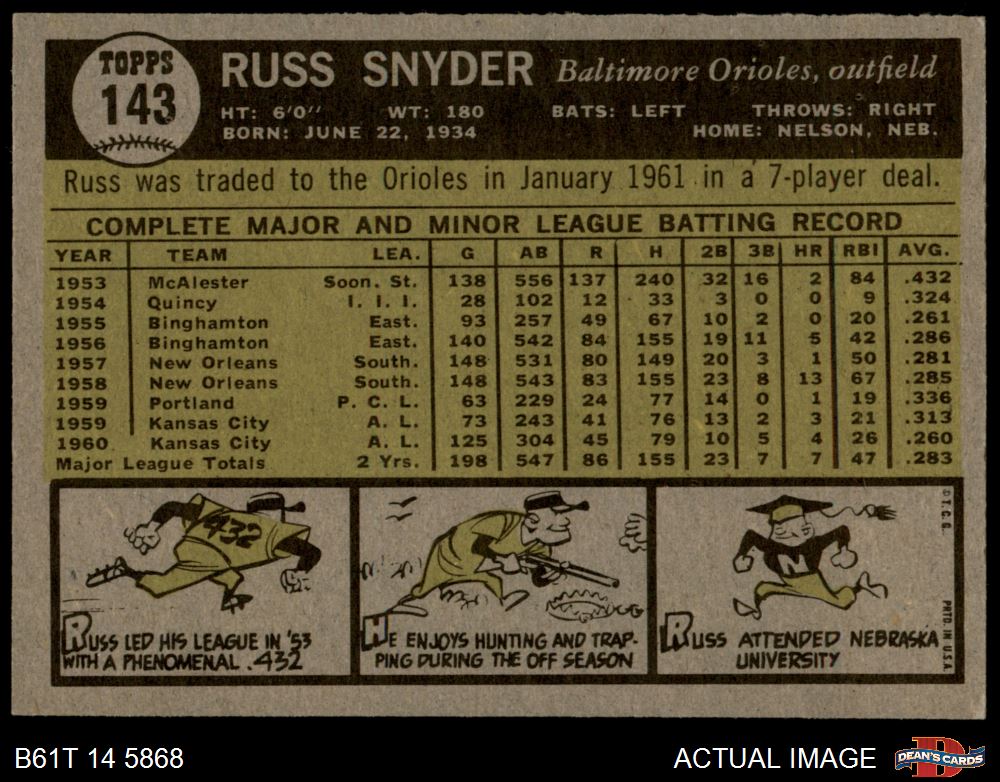 TOPPS
143
RUSS SNYDER Baltimore Orioles, outfield
HT: 6'0'' WT: 180 BATS: LEFT THROWS: RIGHT
BORN: JUNE 22, 1934 HOME: NELSON, NEB.
Russ was traded to the Orioles in January 1961 in a 7-player deal.
COMPLETE MAJOR AND MINOR LEAGUE BATTING RECORD
YEAR TEAM LEA. G AB R H 2B 3B HR RBI AVG.
1953 McAlester Soon. St. 138 556 137 240 32 16 2 84 .432
1954 Quincy I. I. I. 28 102 12 33 3 0 0 9 .324
1955 Binghamton East. 93 257 49 67 10 2 0 20 .261
1956 Binghamton East. 140 542 84 155 19 11 5 42 .286
1957 New Orleans South. 148 531 80 149 20 3 1 50 .281
1958 New Orleans South. 148 543 83 155 23 8 13 67 .285
1959 Portland P. C. L. 63 229 24 77 14 0 1 19 .336
1959 Kansas City A. L. 73 243 41 76 13 2 3 21 .313
1960 Kansas City A. L. 125 304 45 79 10 5 4 26 .260
Major League Totals 2 Yrs. 198 547 86 155 23 7 7 47 .283
432
RUSS LED HIS LEAGUE IN '53
WITH A PHENOMENAL .432
HE ENJOYS HUNTING AND TRAP-
PING DURING THE OFF SEASON
N
RUSS ATTENDED NEBRASKA
UNIVERSITY
© T.C.G.
PRTD. IN U.S.A.
B61T 14 5868
ACTUAL IMAGE
D
DEAN'S CARDS